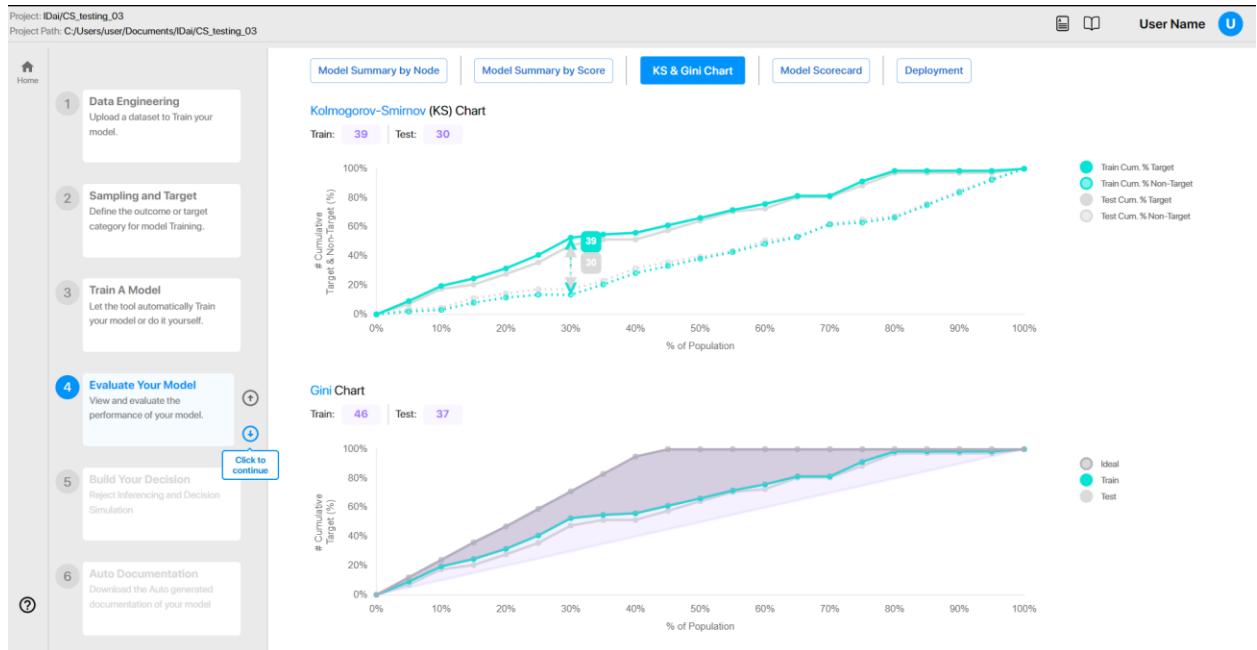 Project: IDai/CS_testing_03
Project Path: C:/Users/user/Documents/IDai/CS_testing_03
User Name
U
Home
1
Data Engineering
Upload a dataset to Train your
model.
2
Sampling and Target
Define the outcome or target
category for model Training.
3
Train A Model
Let the tool automatically Train
your model or do it yourself.
4
Evaluate Your Model
View and evaluate the
performance of your model.
Click to
continue
5
Build Your Decision
Reject Inferencing and Decision
Simulation
6
Auto Documentation
Download the Auto generated
documentation of your model
Model Summary by Node
Model Summary by Score
KS & Gini Chart
Model Scorecard
Deployment
Kolmogorov-Smirnov (KS) Chart
Train: 39 Test: 30
# Cumulative
Target & Non-Target (%)
100%
80%
60%
40%
20%
0%
39
30
0% 10% 20% 30% 40% 50% 60% 70% 80% 90% 100%
% of Population
Train Cum. % Target
Train Cum. % Non-Target
Test Cum. % Target
Test Cum. % Non-Target
Gini Chart
Train: 46 Test: 37
# Cumulative
Target (%)
100%
80%
60%
40%
20%
0%
0% 10% 20% 30% 40% 50% 60% 70% 80% 90% 100%
% of Population
Ideal
Train
Test